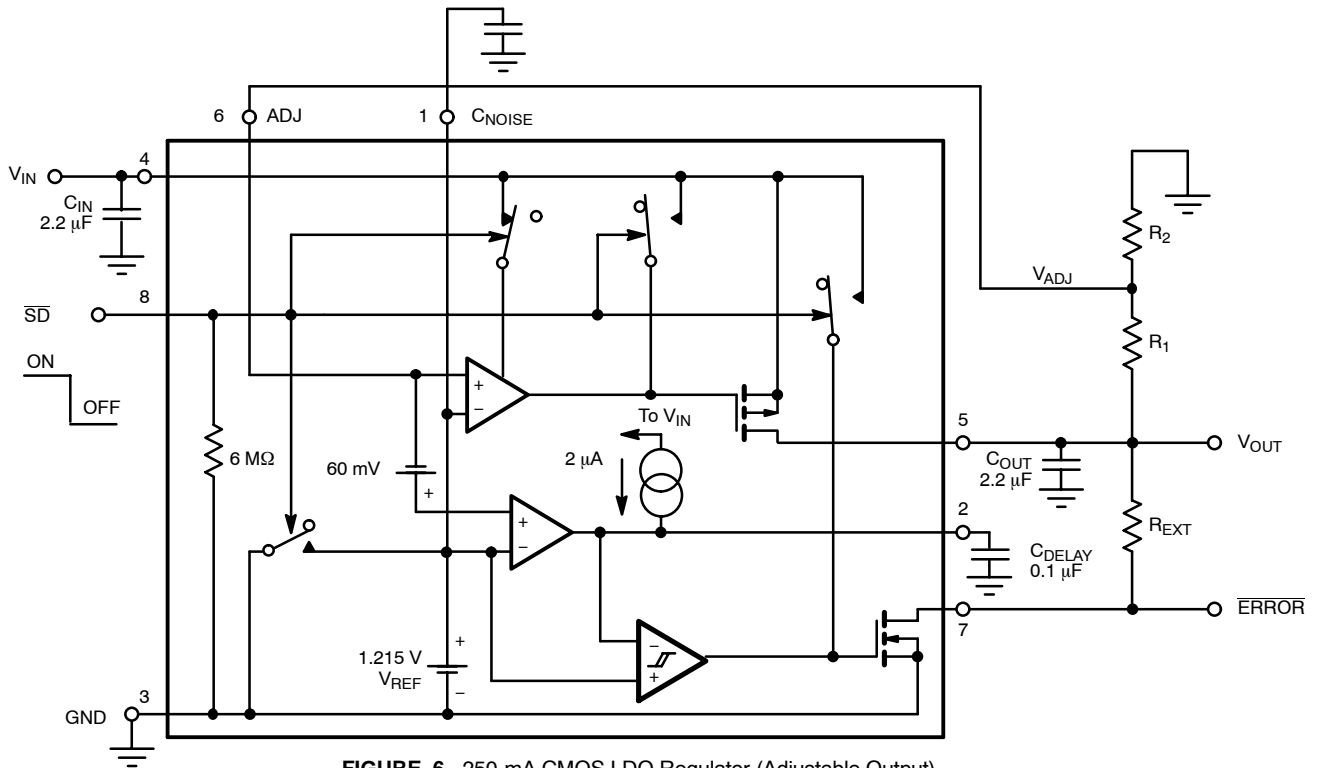 6
ADJ
1
CNOISE
VIN
4
CIN
2.2 μF
R2
VADJ
8
SD
R1
ON
OFF
+
−
To VIN
5
VOUT
6 MΩ
60 mV
+
2 μA
COUT
2.2 μF
+
−
2
REXT
CDELAY
0.1 μF
7
ERROR
1.215 V
VREF
+
−
−
+
3
GND
FIGURE 6. 250-mA CMOS LDO Regulator (Adjustable Output)